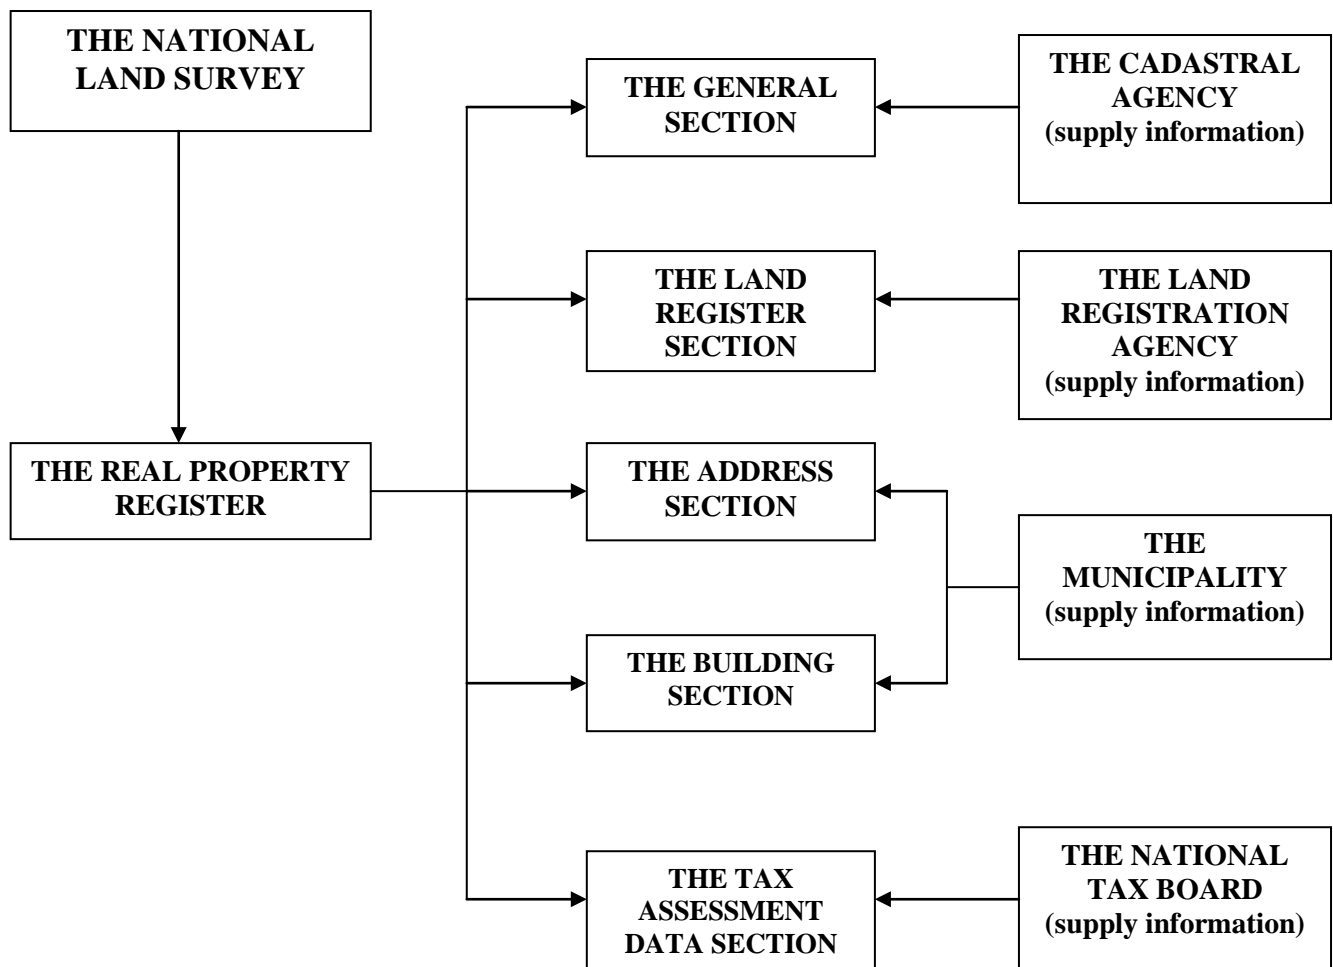 THE NATIONAL
LAND SURVEY
THE GENERAL
SECTION
THE CADASTRAL
AGENCY
(supply information)
THE LAND
REGISTER
SECTION
THE LAND
REGISTRATION
AGENCY
(supply information)
THE REAL PROPERTY
REGISTER
THE ADDRESS
SECTION
THE
MUNICIPALITY
(supply information)
THE BUILDING
SECTION
THE TAX
ASSESSMENT
DATA SECTION
THE NATIONAL
TAX BOARD
(supply information)